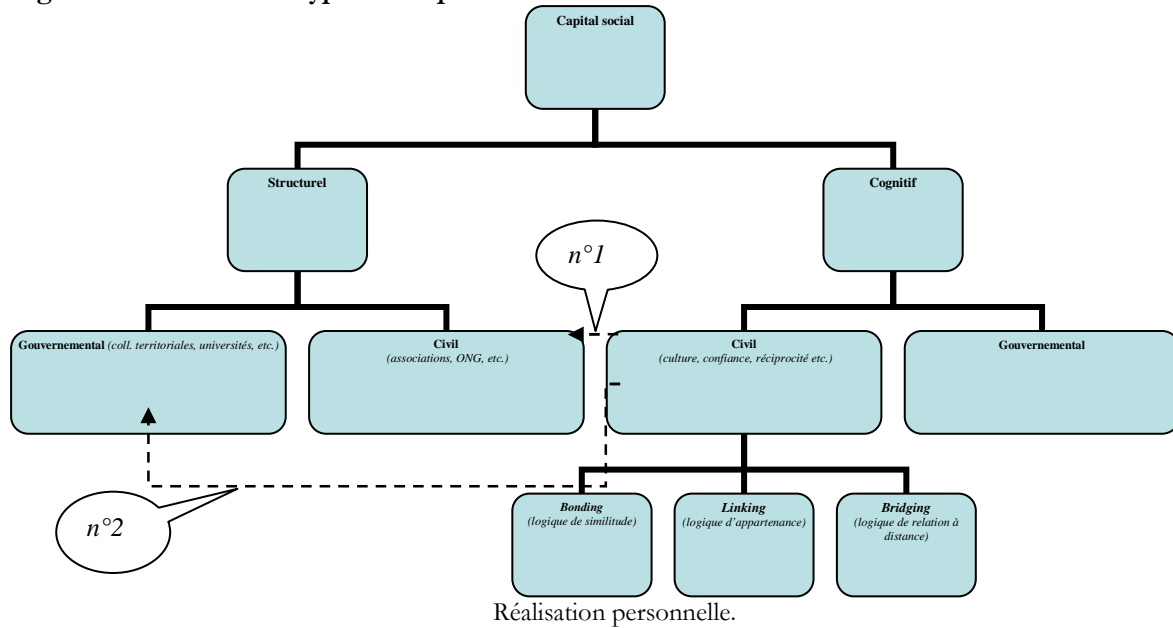 Capital social
Structurel
Cognitif
n°1
Gouvernemental (coll. territoriales, universités, etc.)
Civil
(associations, ONG, etc.)
Civil
(culture, confiance, réciprocité etc.)
Gouvernemental
n°2
Bonding
(logique de similitude)
Linking
(logique d'appartenance)
Bridging
(logique de relation à
distance)
Réalisation personnelle.